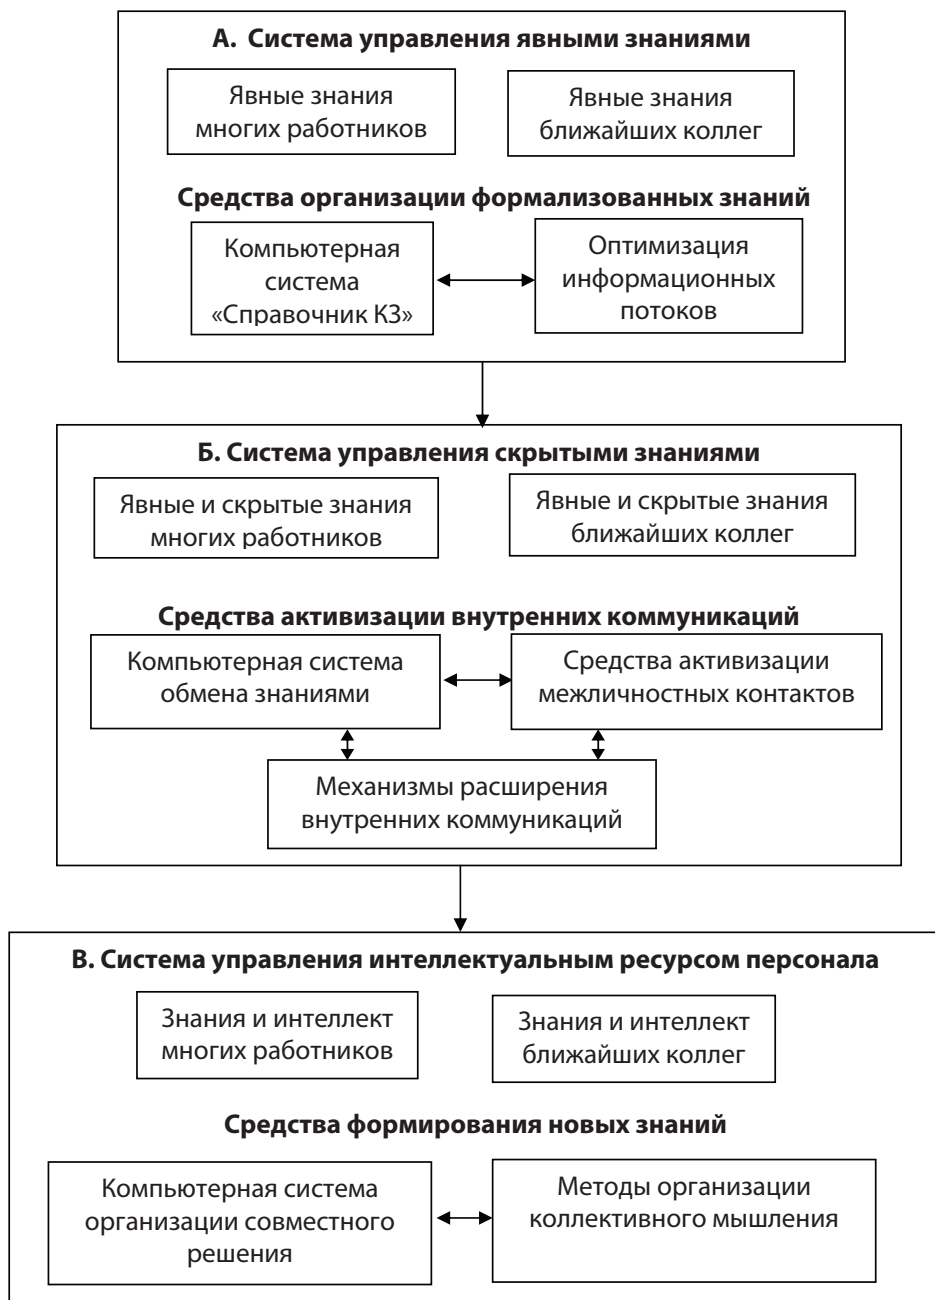 А. Система управления явными знаниями
Явные знания
многих работников
Явные знания
ближайших коллег
Средства организации формализованных знаний
Компьютерная
система
«Справочник КЗ»
Оптимизация
информационных
потоков
Б. Система управления скрытыми знаниями
Явные и скрытые знания
многих работников
Явные и скрытые знания
ближайших коллег
Средства активизации внутренних коммуникаций
Компьютерная система
обмена знаниями
Средства активизации
межличностных контактов
Механизмы расширения
внутренних коммуникаций
В. Система управления интеллектуальным ресурсом персонала
Знания и интеллект
многих работников
Знания и интеллект
ближайших коллег
Средства формирования новых знаний
Компьютерная система
организации совместного
решения
Методы организации
коллективного мышления